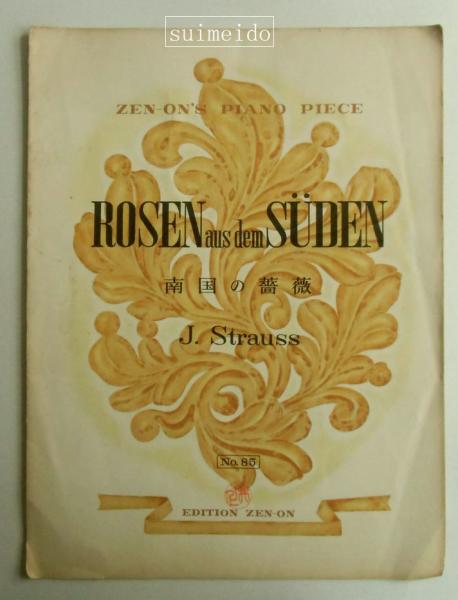 suimeido
ZEN-ON'S PIANO PIECE
ROSEN aus dem SÜDEN
南国の薔薇
J. Strauss
No. 85
EDITION ZEN-ON